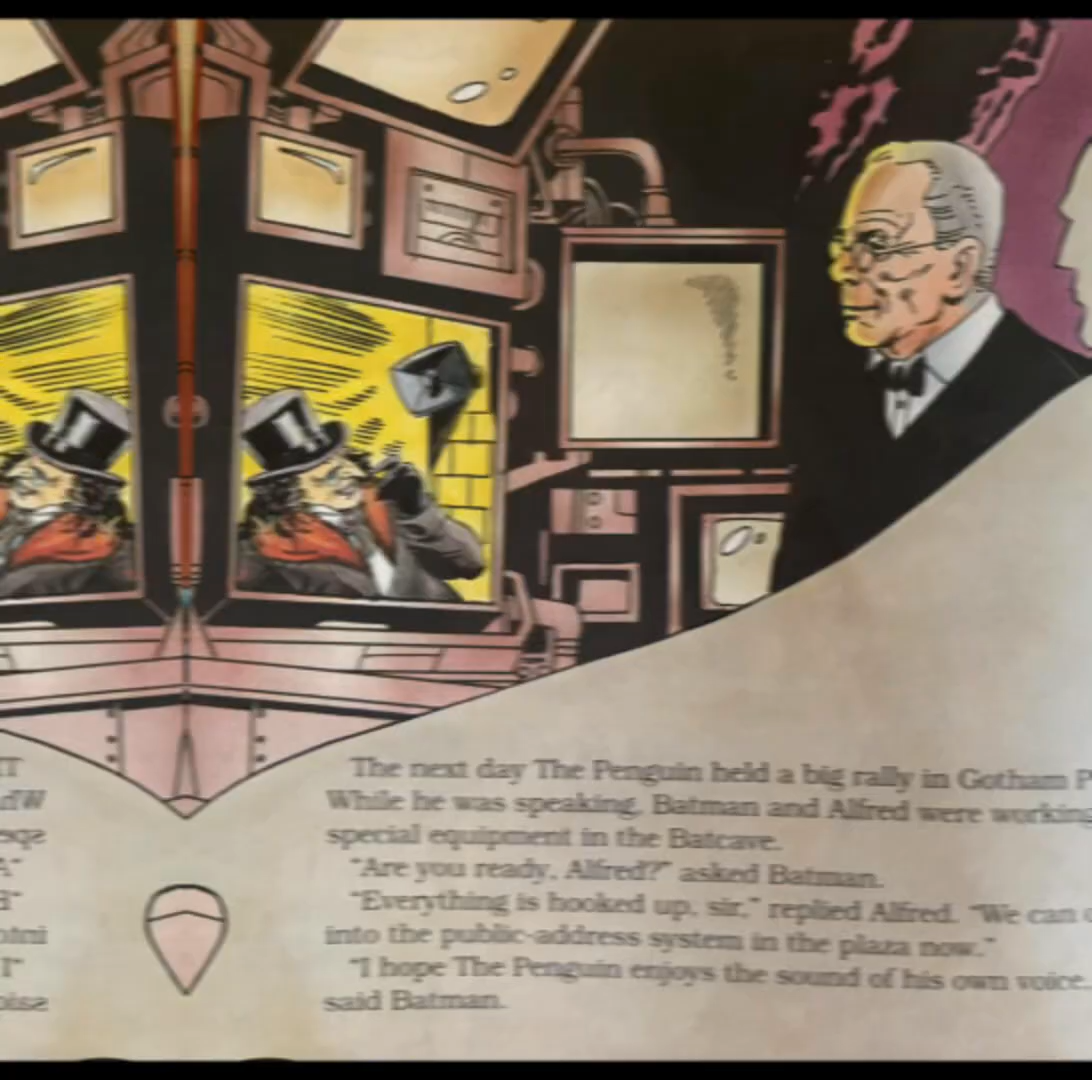 The next day The Penguin held a big rally in Gotham P
While he was speaking, Batman and Alfred were working
special equipment in the Batcave.
"Are you ready, Alfred?" asked Batman.
"Everything is hooked up, sir," replied Alfred. "We can
into the public-address system in the plaza now."
"I hope The Penguin enjoys the sound of his own voice,
said Batman.